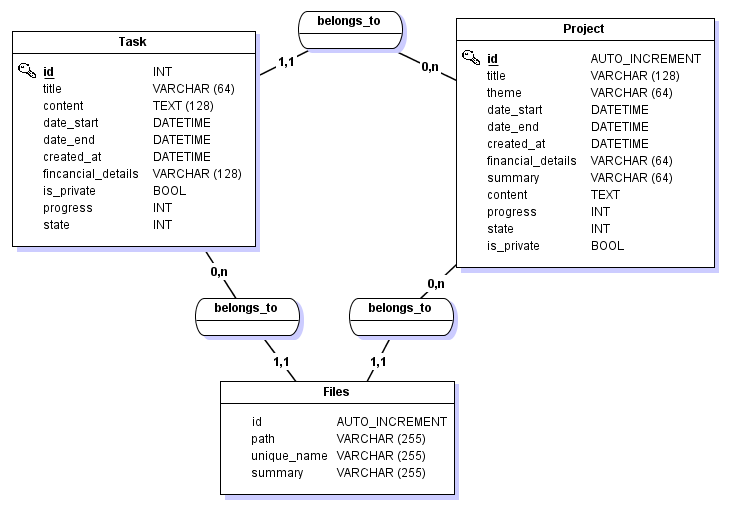 belongs_to
1,1
0,n
Task
id INT
title VARCHAR (64)
content TEXT (128)
date_start DATETIME
date_end DATETIME
created_at DATETIME
fincancial_details VARCHAR (128)
is_private BOOL
progress INT
state INT
Project
id AUTO_INCREMENT
title VARCHAR (128)
theme VARCHAR (64)
date_start DATETIME
date_end DATETIME
created_at DATETIME
financial_details VARCHAR (64)
summary VARCHAR (64)
content TEXT
progress INT
state INT
is_private BOOL
0,n
belongs_to
1,1
0,n
belongs_to
1,1
Files
id AUTO_INCREMENT
path VARCHAR (255)
unique_name VARCHAR (255)
summary VARCHAR (255)